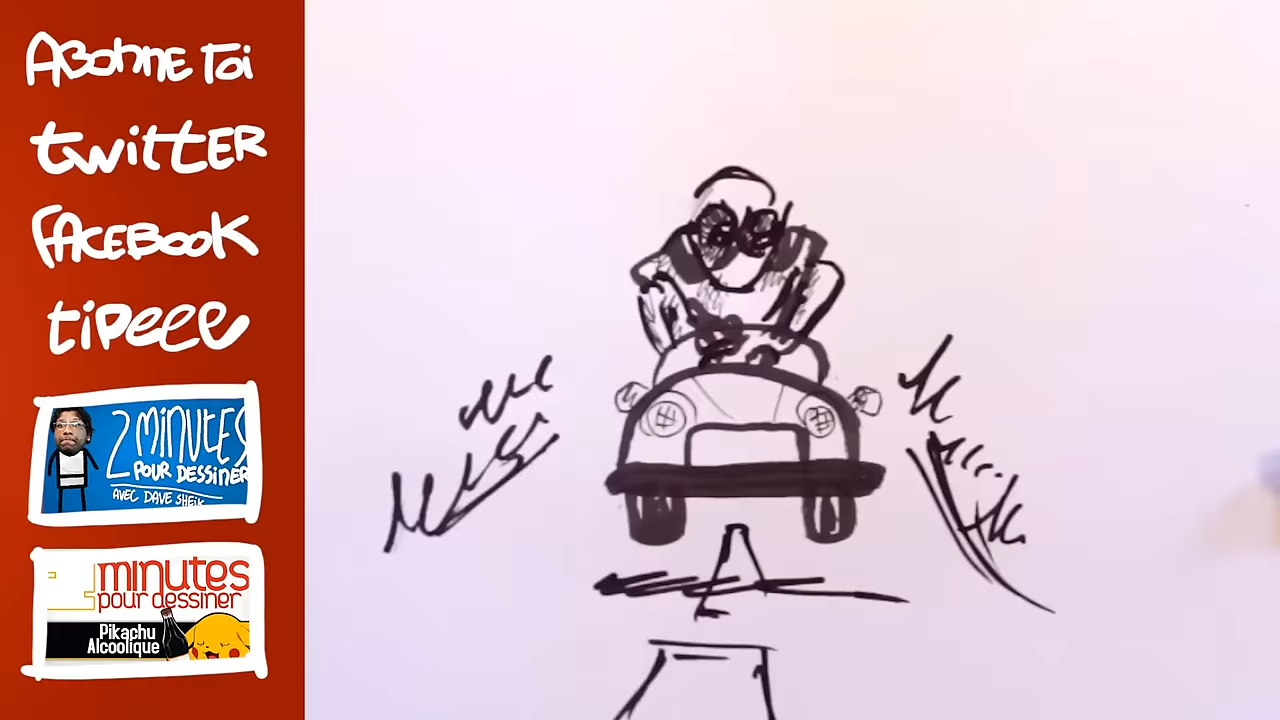 Abonne Toi
twitter
Facebook
tipeee
2 Minutes
pour dessiner
avec Dave Sheik
minutes
pour dessiner
Pikachu
Alcoolique